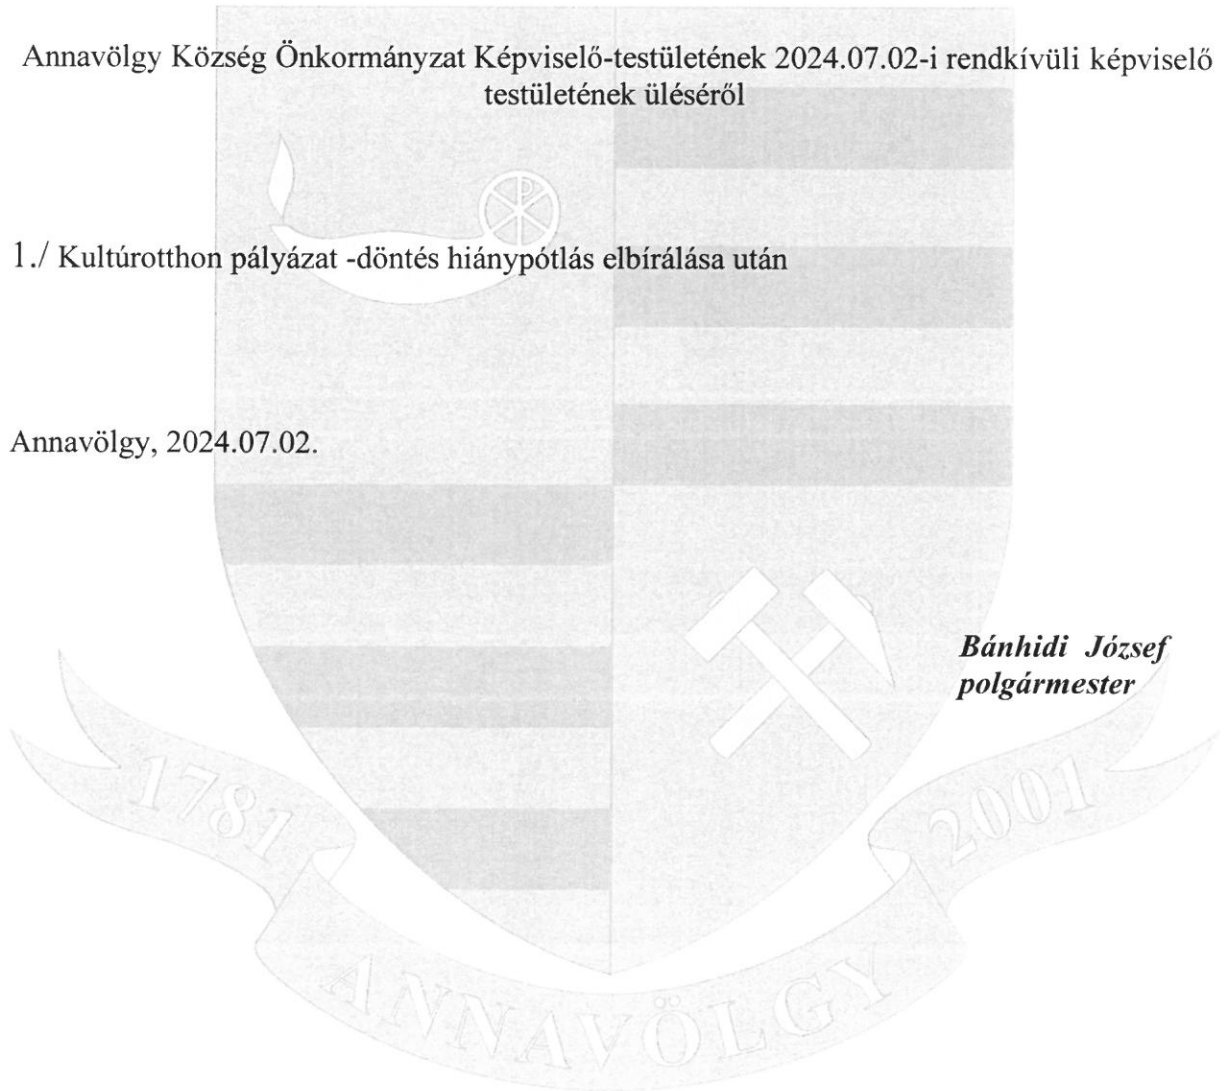 Annavölgy Község Önkormányzat Képviselő-testületének 2024.07.02-i rendkívüli képviselő
testületének üléséről
1./ Kultúrotthon pályázat -döntés hiánypótlás elbírálása után
Annavölgy, 2024.07.02.
Bánhidi József
polgármester
1781
2001
ANNAVÖLGY